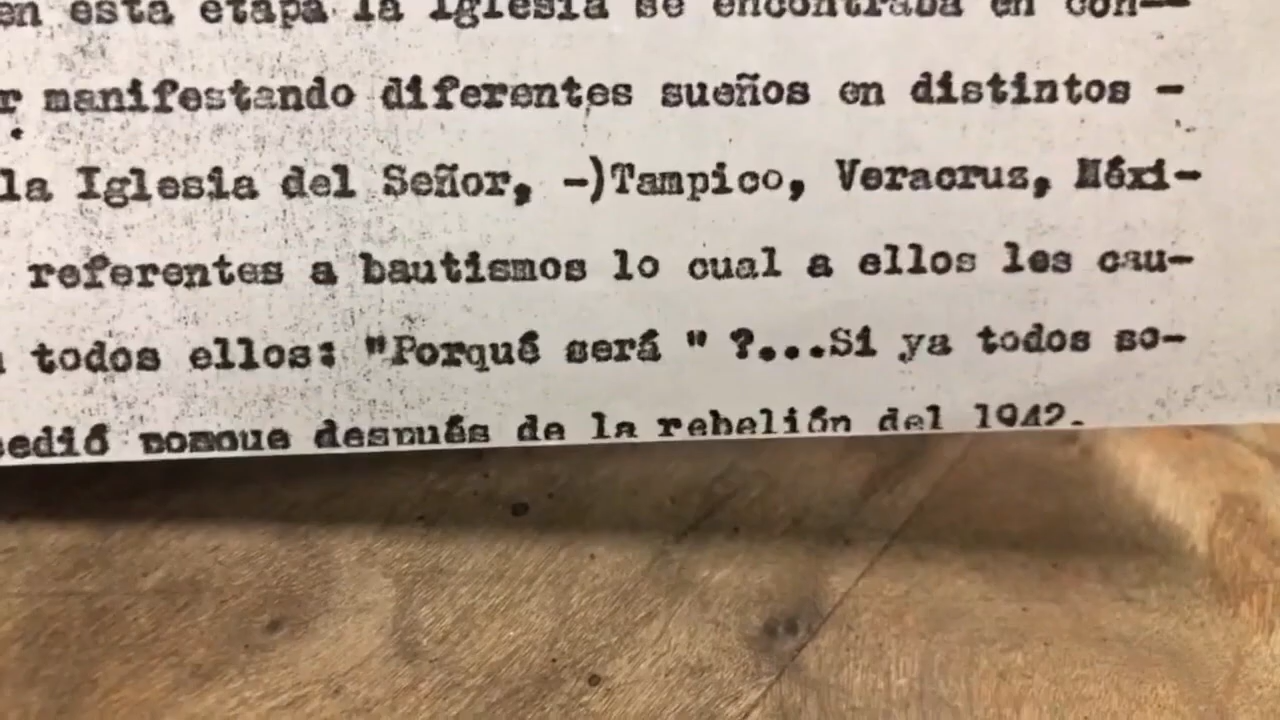 en esta etapa la Iglesia se encontraba en con--
r manifestando diferentes sueños en distintos -
la Iglesia del Señor, -)Tampico, Veracruz, Méxi-
referentes a bautismos lo cual a ellos les cau-
todos ellos: "Porqué será " ?...Si ya todos so-
edió después de la rebelión del 1942.